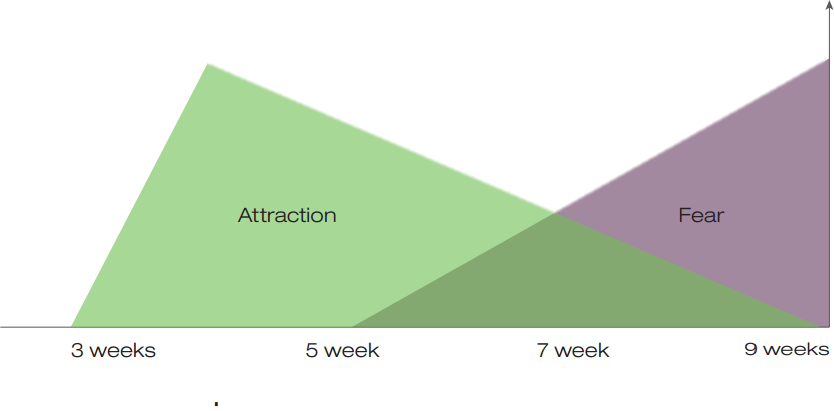 Attraction
Fear
3 weeks
5 week
7 week
9 weeks